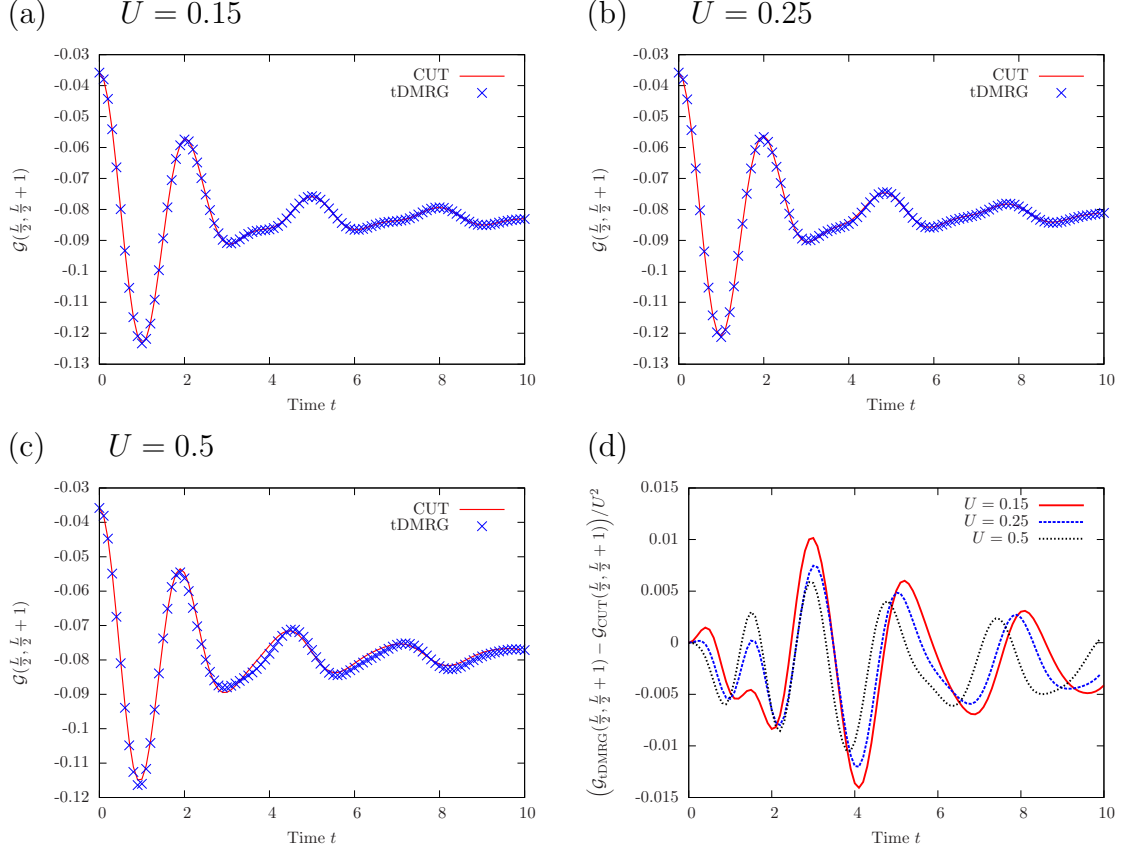 (a) U = 0.15
-0.03
-0.04
-0.05
-0.06
-0.07
-0.08
-0.09
-0.1
-0.11
-0.12
-0.13
0 2 4 6 8 10
Time t
𝒢(L/2, L/2 + 1)
CUT
tDMRG
(b) U = 0.25
-0.03
-0.04
-0.05
-0.06
-0.07
-0.08
-0.09
-0.1
-0.11
-0.12
-0.13
0 2 4 6 8 10
Time t
𝒢(L/2, L/2 + 1)
CUT
tDMRG
(c) U = 0.5
-0.03
-0.04
-0.05
-0.06
-0.07
-0.08
-0.09
-0.1
-0.11
-0.12
0 2 4 6 8 10
Time t
𝒢(L/2, L/2 + 1)
CUT
tDMRG
(d)
0.015
0.01
0.005
0
-0.005
-0.01
-0.015
0 2 4 6 8 10
Time t
(𝒢tDMRG(L/2, L/2 + 1) − 𝒢CUT(L/2, L/2 + 1))/U²
U = 0.15
U = 0.25
U = 0.5